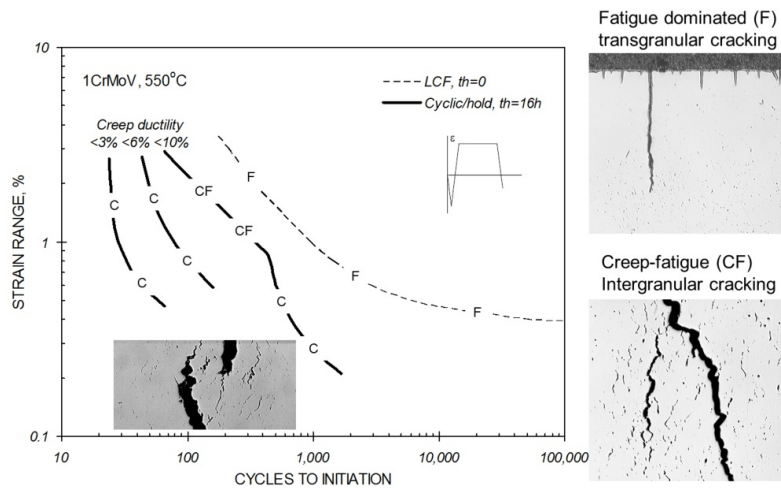 Fatigue dominated (F)
transgranular cracking
10
1CrMoV, 550°C
LCF, th=0
Cyclic/hold, th=16h
Creep ductility
<3% <6% <10%
ε
F
CF
C
C
CF
1
STRAIN RANGE, %
C
F
C
C
F
C
Creep-fatigue (CF)
Intergranular cracking
0.1
10
100
1,000
10,000
100,000
CYCLES TO INITIATION